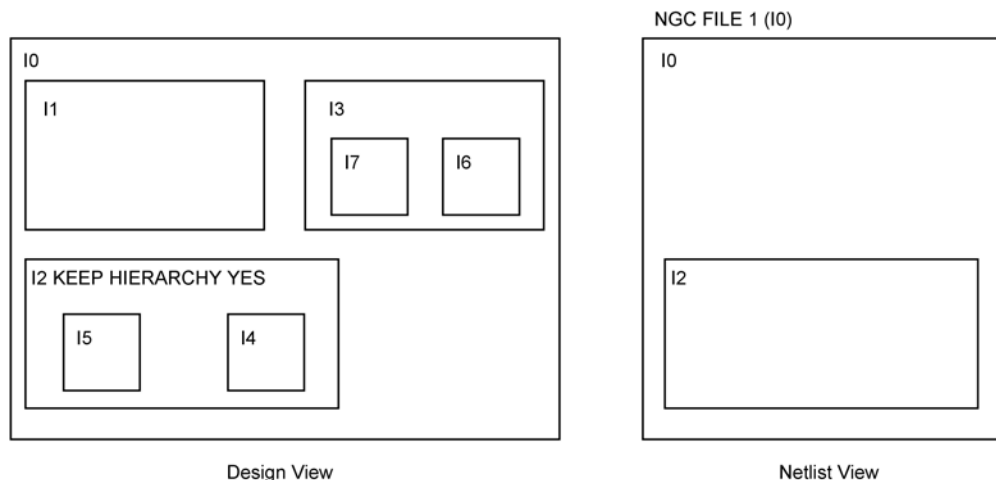 NGC FILE 1 (I0)
I0
I1
I3
I7
I6
I2 KEEP HIERARCHY YES
I5
I4
Design View
I0
I2
Netlist View